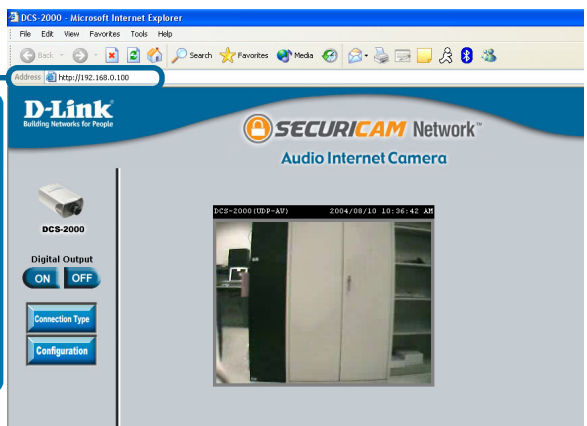 DCS-2000 - Microsoft Internet Explorer
File Edit View Favorites Tools Help
Back Search Favorites Media
Address http://192.168.0.100
D-Link
Building Networks for People
SECURICAM Network™
Audio Internet Camera
DCS-2000(UDP-AV) 2004/08/10 10:36:42 AM
DCS-2000
Digital Output
ON OFF
Connection Type
Configuration